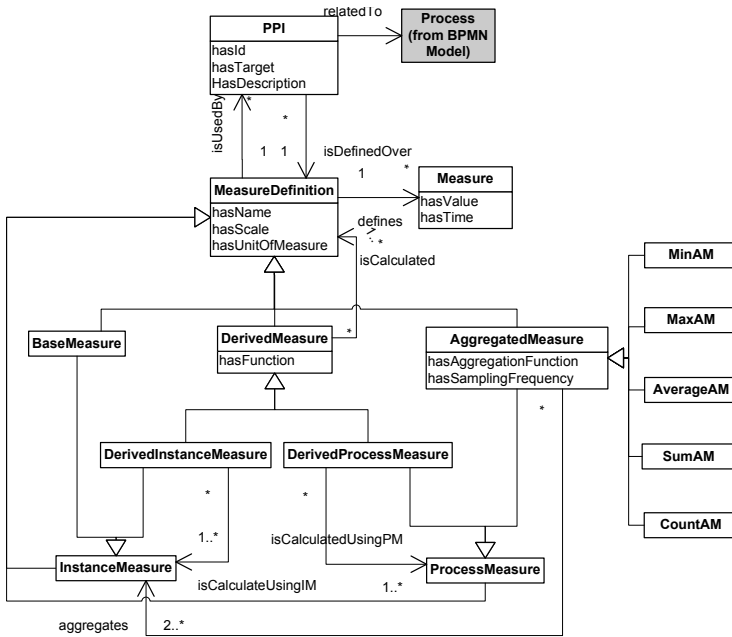 relatedTo
PPI
hasId
hasTarget
HasDescription
Process
(from BPMN
Model)
isUsedBy
*
*
1
1
isDefinedOver
1
*
MeasureDefinition
hasName
hasScale
hasUnitOfMeasure
Measure
hasValue
hasTime
defines
1..*
isCalculated
MinAM
MaxAM
AverageAM
SumAM
CountAM
BaseMeasure
DerivedMeasure
hasFunction
*
AggregatedMeasure
hasAggregationFunction
hasSamplingFrequency
*
DerivedInstanceMeasure
DerivedProcessMeasure
*
*
1..*
isCalculatedUsingPM
InstanceMeasure
isCalculateUsingIM
ProcessMeasure
1..*
aggregates
2..*